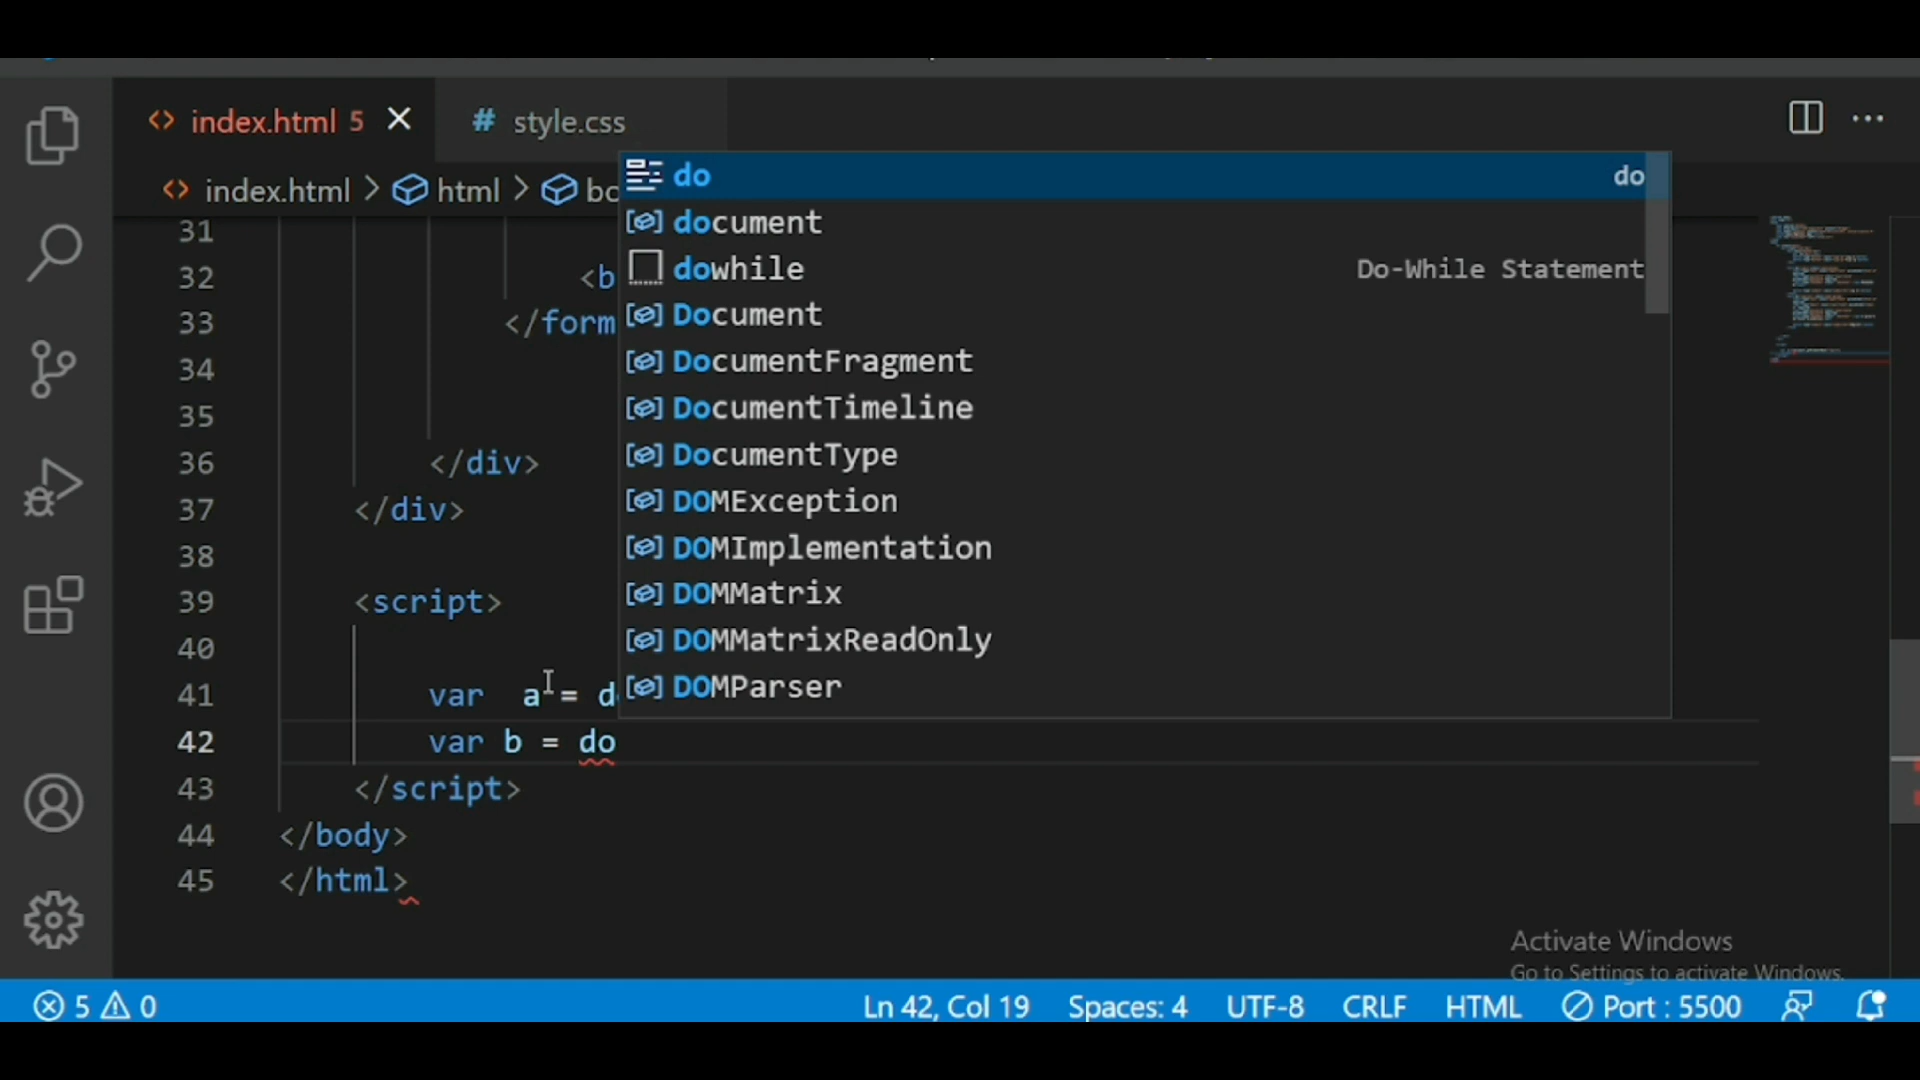 index.html 5
# style.css
index.html > html > bo
do do
document
dowhile Do-While Statement
Document
DocumentFragment
DocumentTimeline
DocumentType
DOMException
DOMImplementation
DOMMatrix
DOMMatrixReadOnly
DOMParser
31
32 <b
33 </form
34
35
36 </div>
37 </div>
38
39 <script>
40
41 var a = d
42 var b = do
43 </script>
44 </body>
45 </html>
Activate Windows
Go to Settings to activate Windows.
5 0 Ln 42, Col 19 Spaces: 4 UTF-8 CRLF HTML Port : 5500